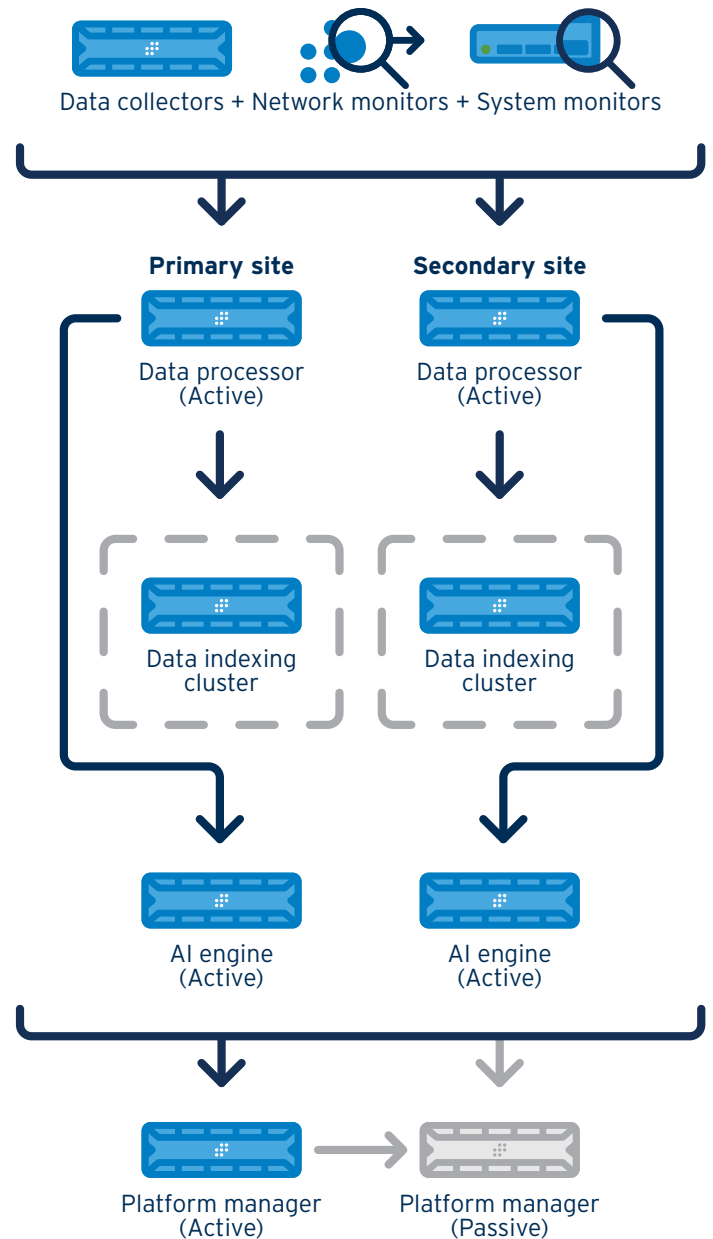 Data collectors + Network monitors + System monitors
Primary site
Secondary site
Data processor
(Active)
Data processor
(Active)
Data indexing
cluster
Data indexing
cluster
AI engine
(Active)
AI engine
(Active)
Platform manager
(Active)
Platform manager
(Passive)